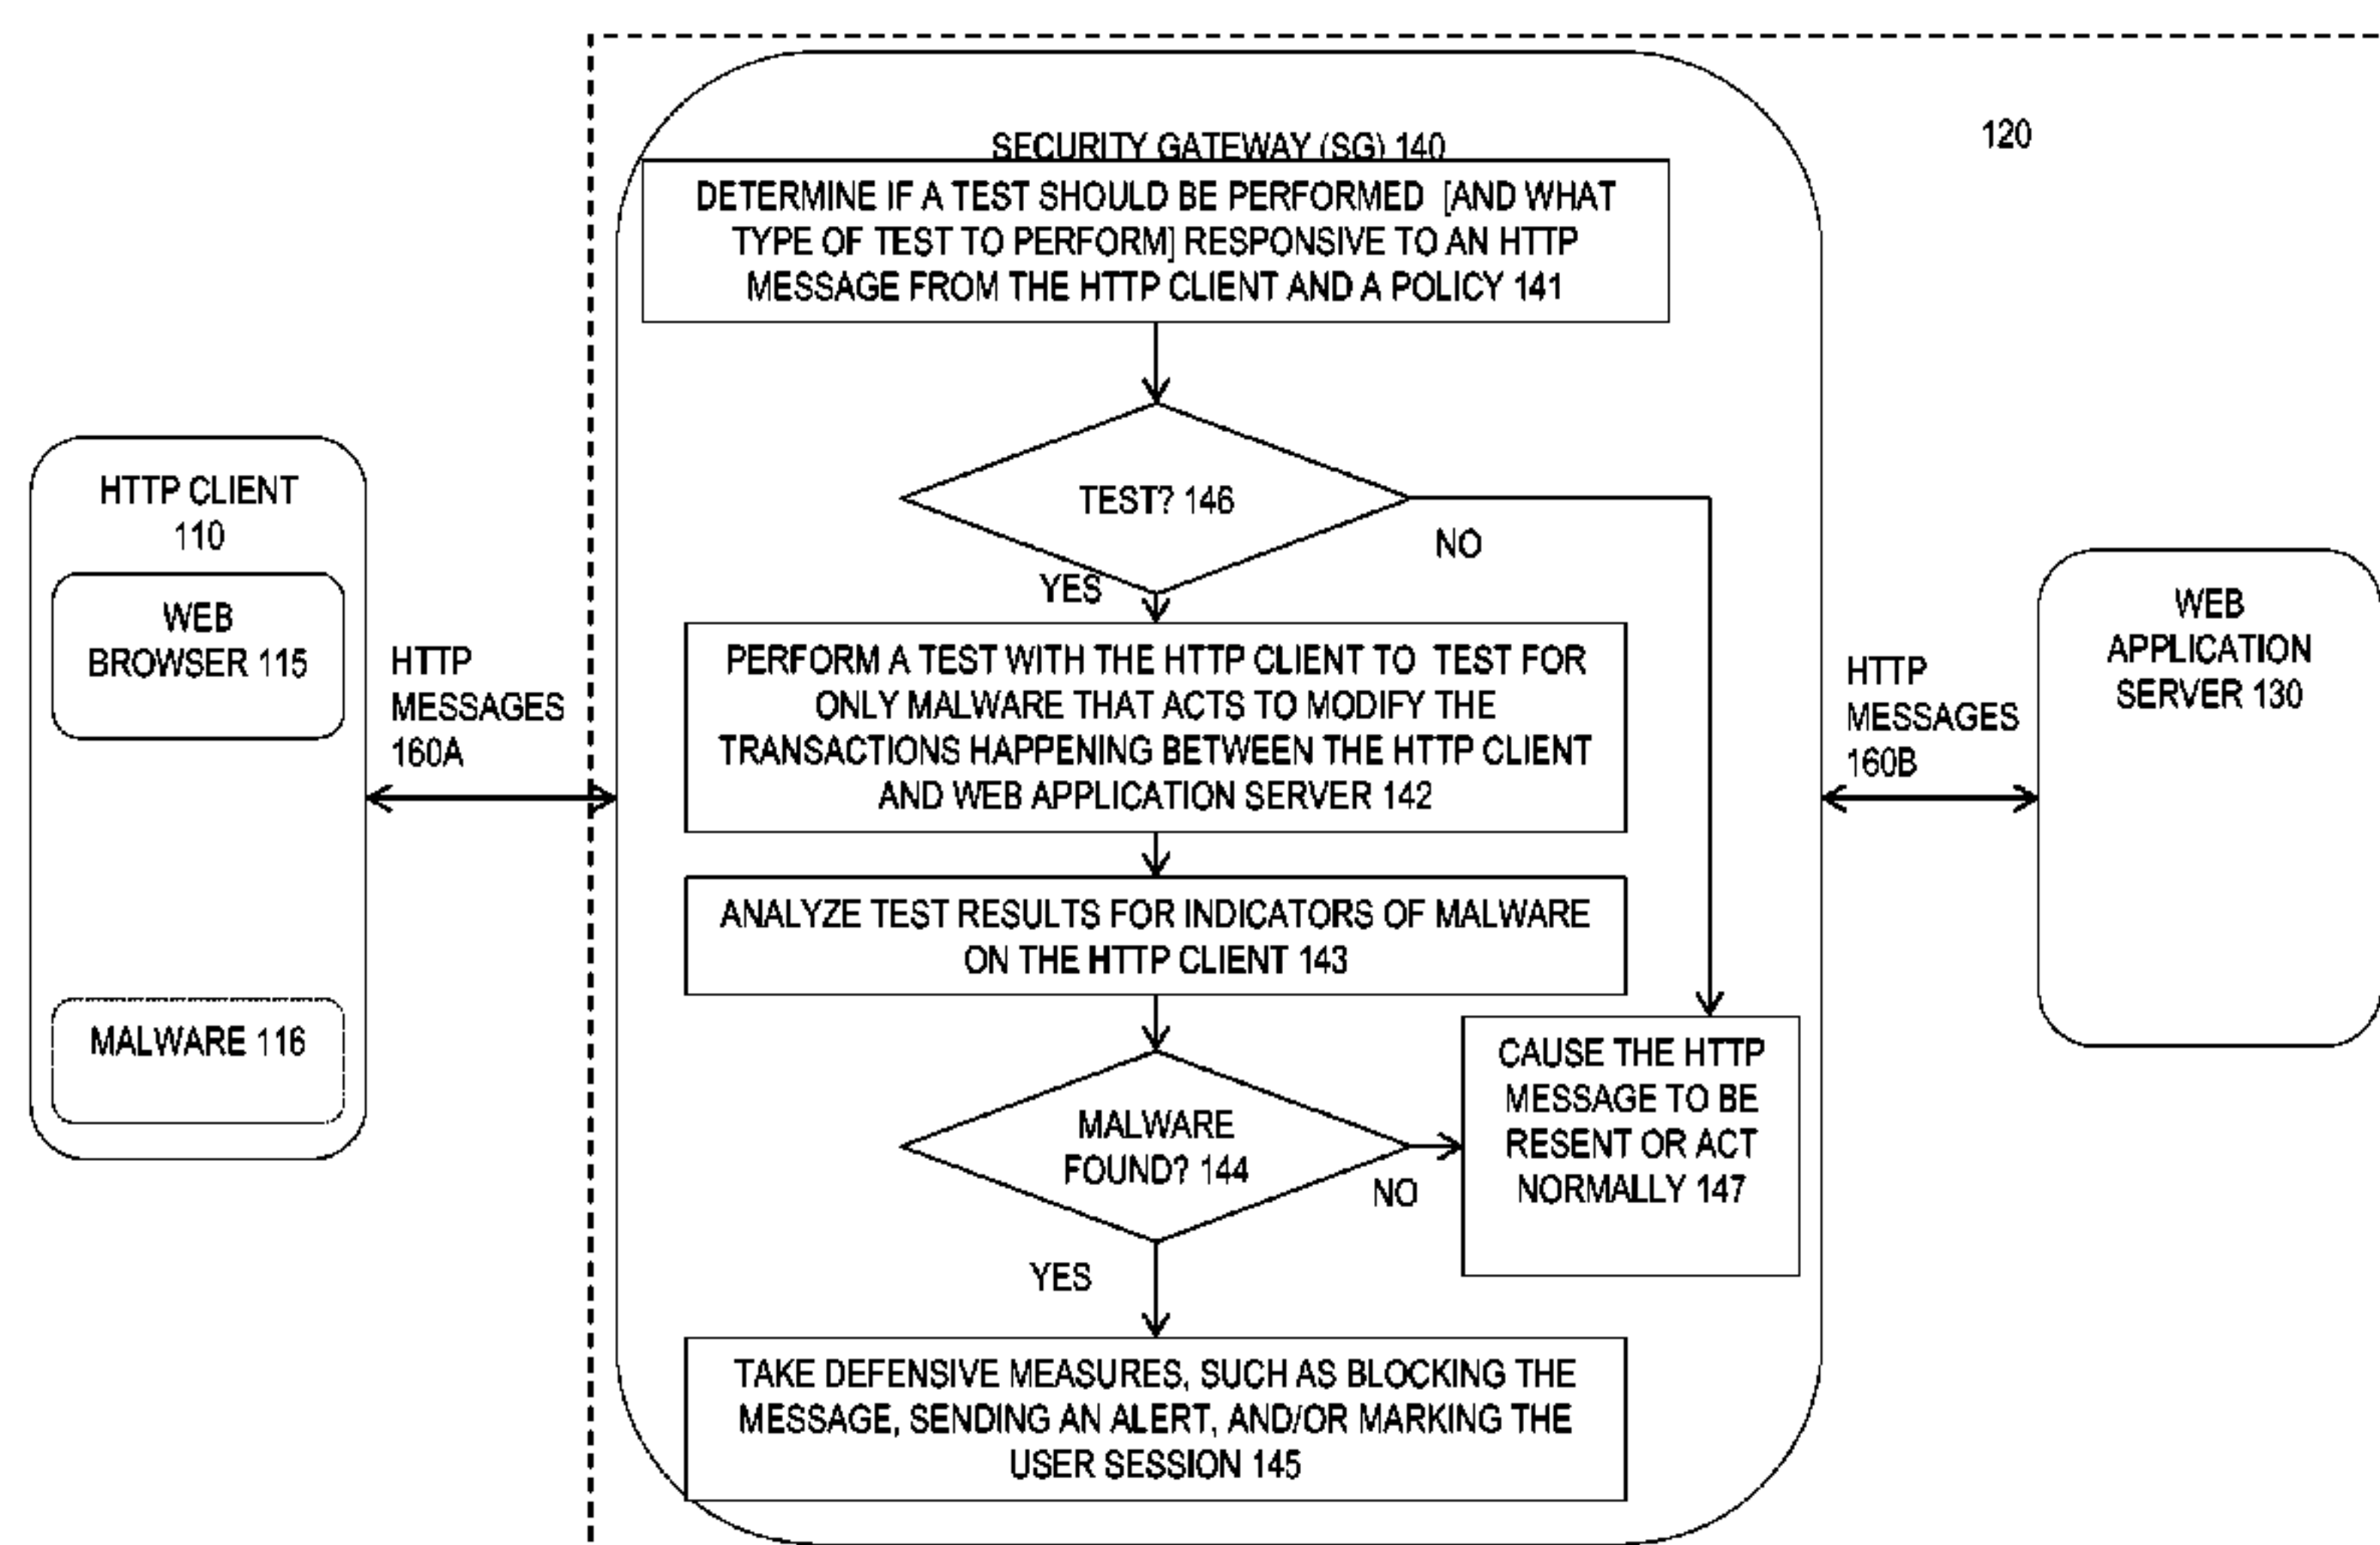 120
SECURITY GATEWAY (SG) 140
DETERMINE IF A TEST SHOULD BE PERFORMED [AND WHAT
TYPE OF TEST TO PERFORM] RESPONSIVE TO AN HTTP
MESSAGE FROM THE HTTP CLIENT AND A POLICY 141
TEST? 146
NO
YES
HTTP CLIENT
110
WEB
BROWSER 115
MALWARE 116
HTTP
MESSAGES
160A
PERFORM A TEST WITH THE HTTP CLIENT TO TEST FOR
ONLY MALWARE THAT ACTS TO MODIFY THE
TRANSACTIONS HAPPENING BETWEEN THE HTTP CLIENT
AND WEB APPLICATION SERVER 142
ANALYZE TEST RESULTS FOR INDICATORS OF MALWARE
ON THE HTTP CLIENT 143
MALWARE
FOUND? 144
NO
YES
CAUSE THE HTTP
MESSAGE TO BE
RESENT OR ACT
NORMALLY 147
TAKE DEFENSIVE MEASURES, SUCH AS BLOCKING THE
MESSAGE, SENDING AN ALERT, AND/OR MARKING THE
USER SESSION 145
HTTP
MESSAGES
160B
WEB
APPLICATION
SERVER 130